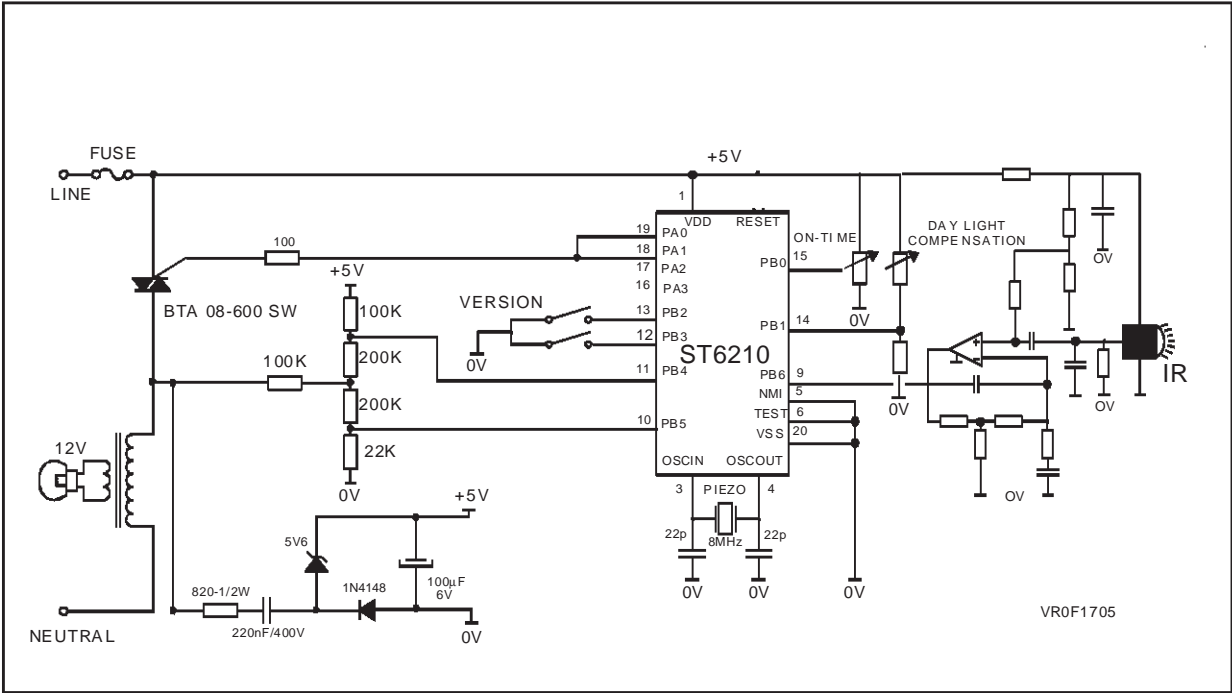 FUSE
LINE
+5V
1
VDD
RESET
19
PA0
18
PA1
17
PA2
16
PA3
100
BTA 08-600 SW
+5V
100K
VERSION
0V
13
PB2
12
PB3
ST6210
200K
100K
11
PB4
200K
10
PB5
22K
0V
12V
ON-TIME
15
PB0
0V
DAY LIGHT
COMPENSATION
0V
14
PB1
0V
PB6
9
NMI
5
TEST
6
VSS
20
IR
0V
0V
OSCIN
OSCOUT
3
PIEZO
4
22p
8MHz
22p
0V
0V
0V
+5V
5V6
1N4148
100µF
6V
820-1/2W
220nF/400V
0V
NEUTRAL
VR0F1705